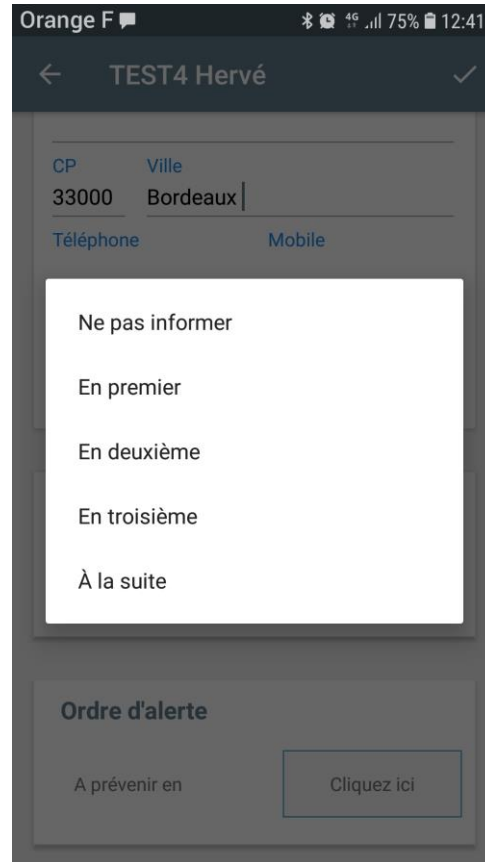 Orange F 4G 75% 12:41
TEST4 Hervé
CP Ville
33000 Bordeaux
Téléphone Mobile
Ne pas informer
En premier
En deuxième
En troisième
À la suite
Ordre d'alerte
A prévenir en Cliquez ici